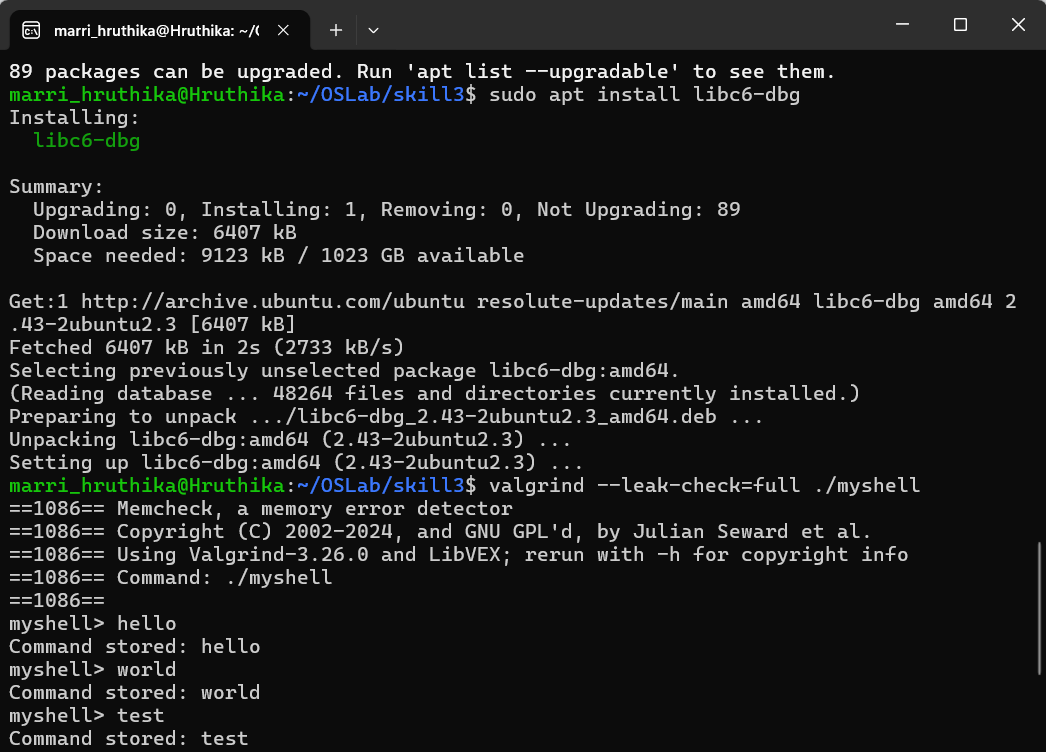 marri_hruthika@Hruthika: ~/(
89 packages can be upgraded. Run 'apt list --upgradable' to see them.
marri_hruthika@Hruthika:~/OSLab/skill3$ sudo apt install libc6-dbg
Installing:
  libc6-dbg

Summary:
  Upgrading: 0, Installing: 1, Removing: 0, Not Upgrading: 89
  Download size: 6407 kB
  Space needed: 9123 kB / 1023 GB available

Get:1 http://archive.ubuntu.com/ubuntu resolute-updates/main amd64 libc6-dbg amd64 2
.43-2ubuntu2.3 [6407 kB]
Fetched 6407 kB in 2s (2733 kB/s)
Selecting previously unselected package libc6-dbg:amd64.
(Reading database ... 48264 files and directories currently installed.)
Preparing to unpack .../libc6-dbg_2.43-2ubuntu2.3_amd64.deb ...
Unpacking libc6-dbg:amd64 (2.43-2ubuntu2.3) ...
Setting up libc6-dbg:amd64 (2.43-2ubuntu2.3) ...
marri_hruthika@Hruthika:~/OSLab/skill3$ valgrind --leak-check=full ./myshell
==1086== Memcheck, a memory error detector
==1086== Copyright (C) 2002-2024, and GNU GPL'd, by Julian Seward et al.
==1086== Using Valgrind-3.26.0 and LibVEX; rerun with -h for copyright info
==1086== Command: ./myshell
==1086==
myshell> hello
Command stored: hello
myshell> world
Command stored: world
myshell> test
Command stored: test